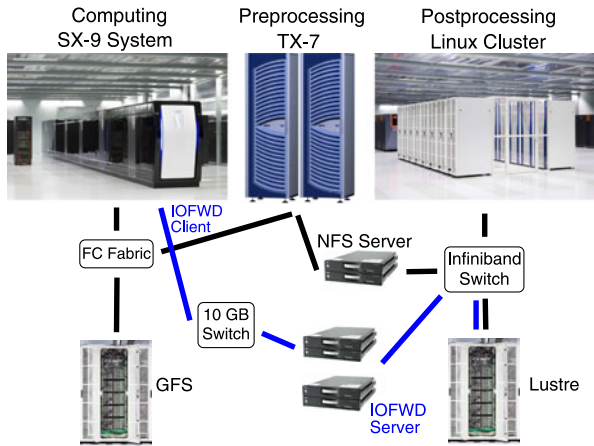 Computing
SX-9 System
Preprocessing
TX-7
Postprocessing
Linux Cluster
IOFWD
Client
FC Fabric
NFS Server
Infiniband
Switch
10 GB
Switch
GFS
IOFWD
Server
Lustre